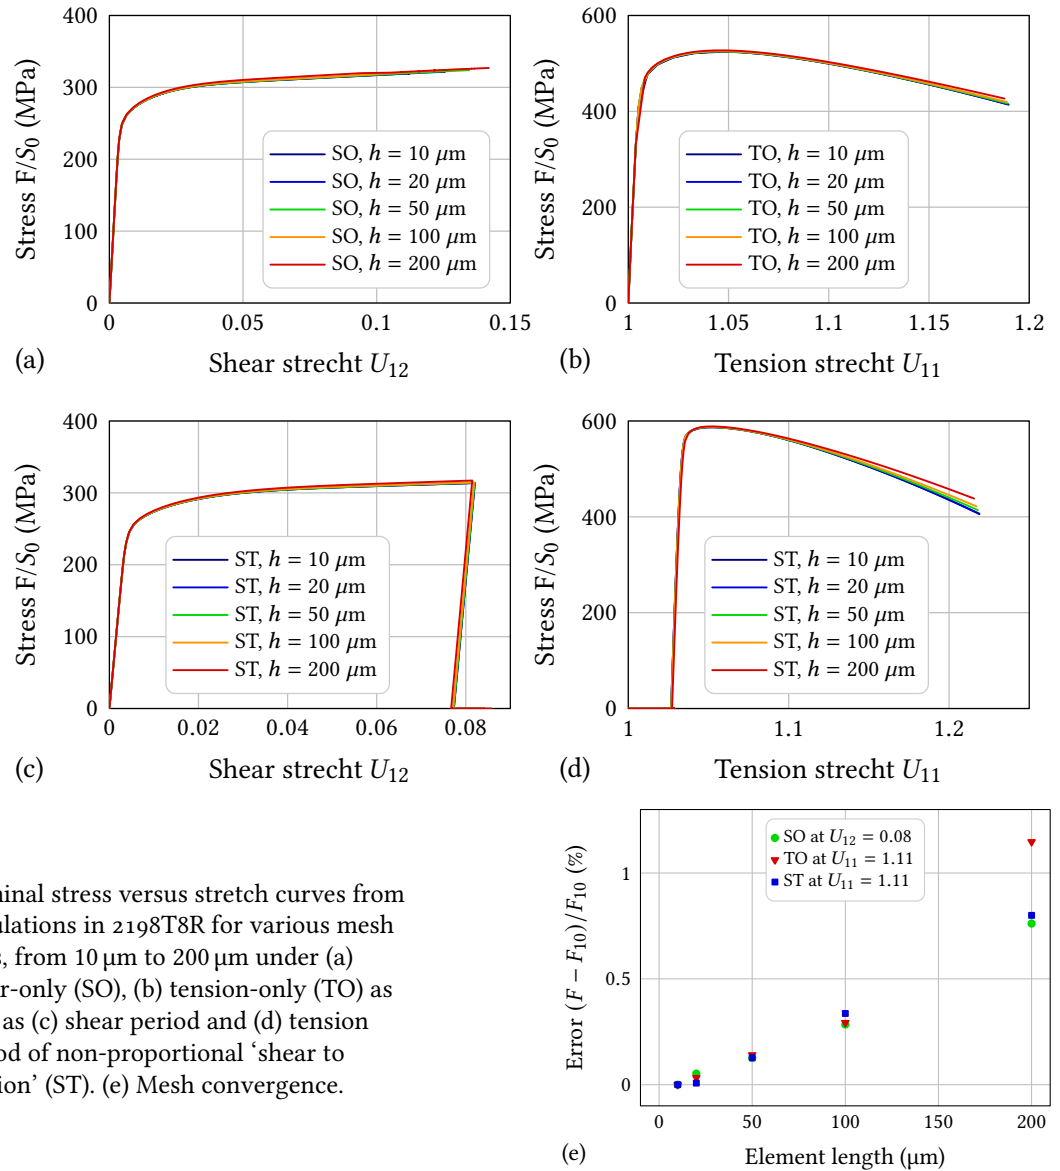 400
300
200
100
0
Stress F/S₀ (MPa)
SO, h = 10 μm
SO, h = 20 μm
SO, h = 50 μm
SO, h = 100 μm
SO, h = 200 μm
0 0.05 0.1 0.15
(a) Shear strecht U₁₂
600
400
200
0
Stress F/S₀ (MPa)
TO, h = 10 μm
TO, h = 20 μm
TO, h = 50 μm
TO, h = 100 μm
TO, h = 200 μm
1 1.05 1.1 1.15 1.2
(b) Tension strecht U₁₁
400
300
200
100
0
Stress F/S₀ (MPa)
ST, h = 10 μm
ST, h = 20 μm
ST, h = 50 μm
ST, h = 100 μm
ST, h = 200 μm
0 0.02 0.04 0.06 0.08
(c) Shear strecht U₁₂
600
400
200
0
Stress F/S₀ (MPa)
ST, h = 10 μm
ST, h = 20 μm
ST, h = 50 μm
ST, h = 100 μm
ST, h = 200 μm
1 1.1 1.2
(d) Tension strecht U₁₁
minal stress versus stretch curves from
ulations in 2198T8R for various mesh
s, from 10 μm to 200 μm under (a)
r-only (SO), (b) tension-only (TO) as
as (c) shear period and (d) tension
od of non-proportional ‘shear to
ion’ (ST). (e) Mesh convergence.
1
0.5
0
Error (F − F₁₀)/F₁₀ (%)
SO at U₁₂ = 0.08
TO at U₁₁ = 1.11
ST at U₁₁ = 1.11
0 50 100 150 200
(e) Element length (μm)